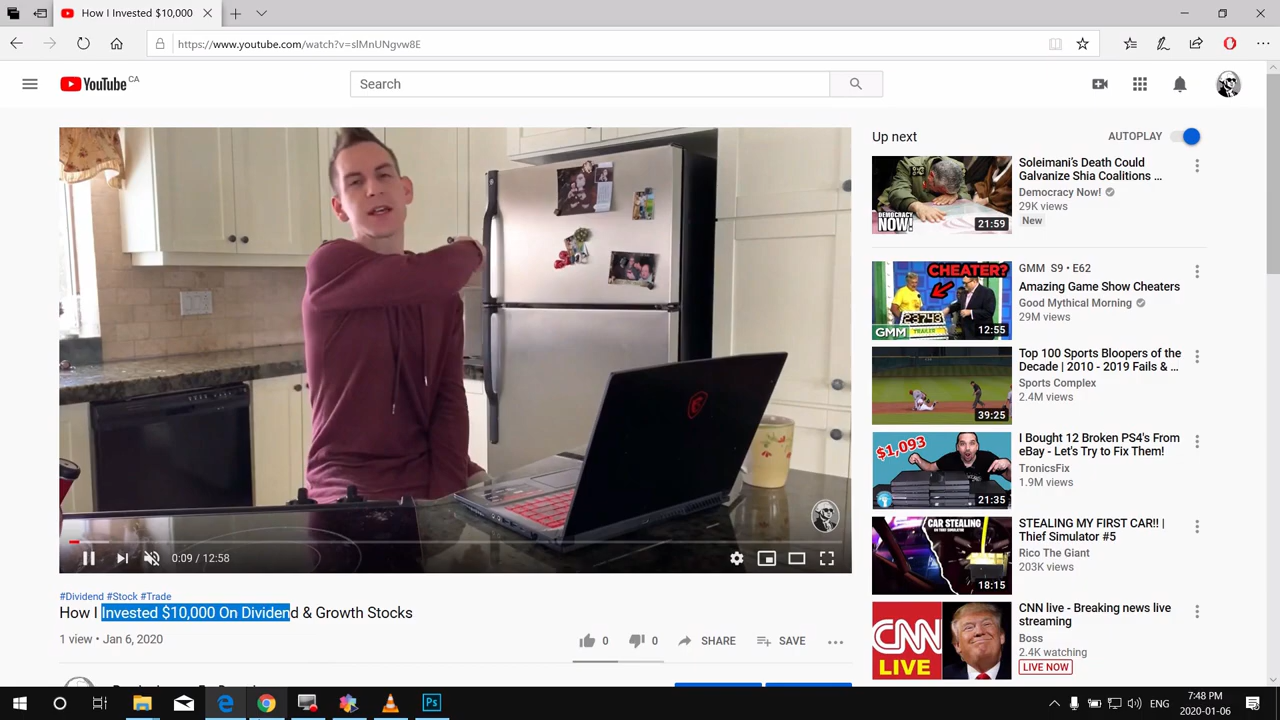 How I Invested $10,000
https://www.youtube.com/watch?v=slMnUNgvw8E
YouTube CA
Search
Up next
AUTOPLAY
Soleimani's Death Could
Galvanize Shia Coalitions ...
Democracy Now!
29K views
New
DEMOCRACY
NOW!
21:59
GMM S9 • E62
Amazing Game Show Cheaters
Good Mythical Morning
29M views
CHEATER?
23743
TRAILER
GMM
12:55
Top 100 Sports Bloopers of the
Decade | 2010 - 2019 Fails & ...
Sports Complex
2.4M views
39:25
I Bought 12 Broken PS4's From
eBay - Let's Try to Fix Them!
TronicsFix
1.9M views
$1,093
21:35
STEALING MY FIRST CAR!! |
Thief Simulator #5
Rico The Giant
203K views
CAR STEALING
18:15
CNN live - Breaking news live
streaming
Boss
2.4K watching
LIVE NOW
CNN
LIVE
0:09 / 12:58
#Dividend #Stock #Trade
How I Invested $10,000 On Dividend & Growth Stocks
1 view • Jan 6, 2020
0
0
SHARE
SAVE
Ps
ENG
7:48 PM
2020-01-06